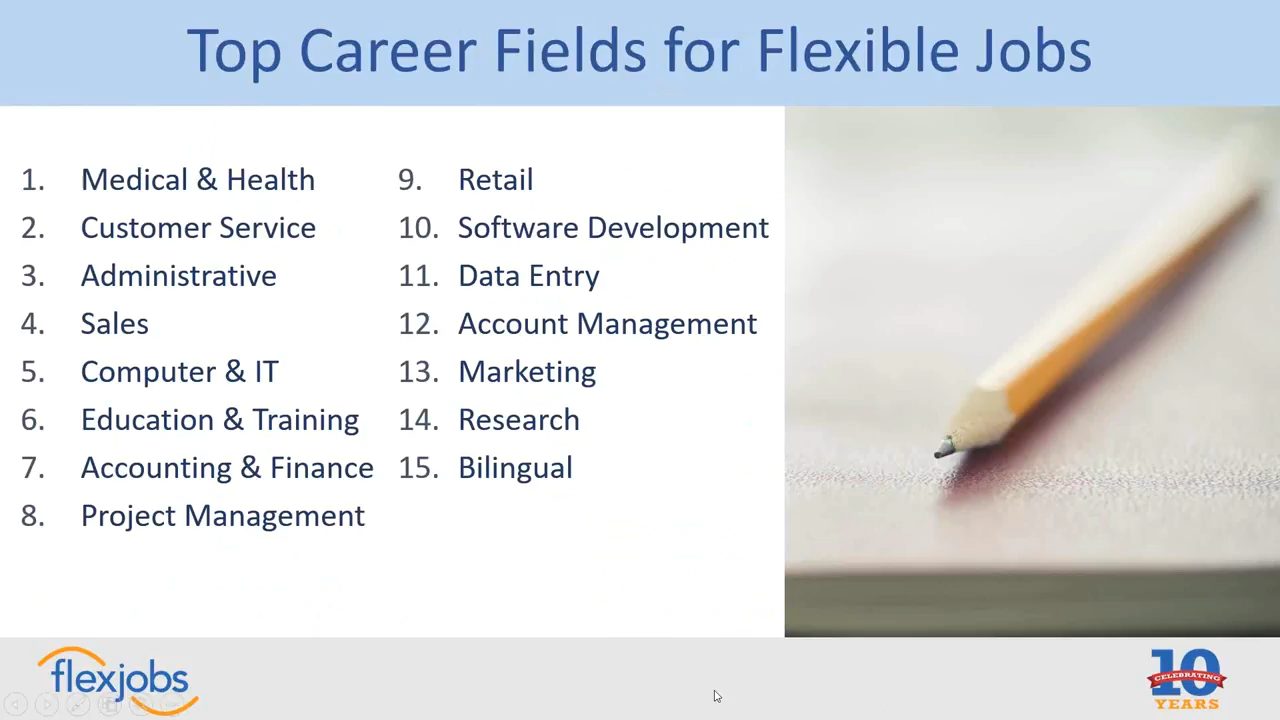 Top Career Fields for Flexible Jobs
1. Medical & Health
2. Customer Service
3. Administrative
4. Sales
5. Computer & IT
6. Education & Training
7. Accounting & Finance
8. Project Management
9. Retail
10. Software Development
11. Data Entry
12. Account Management
13. Marketing
14. Research
15. Bilingual
flexjobs
10
CELEBRATING
YEARS